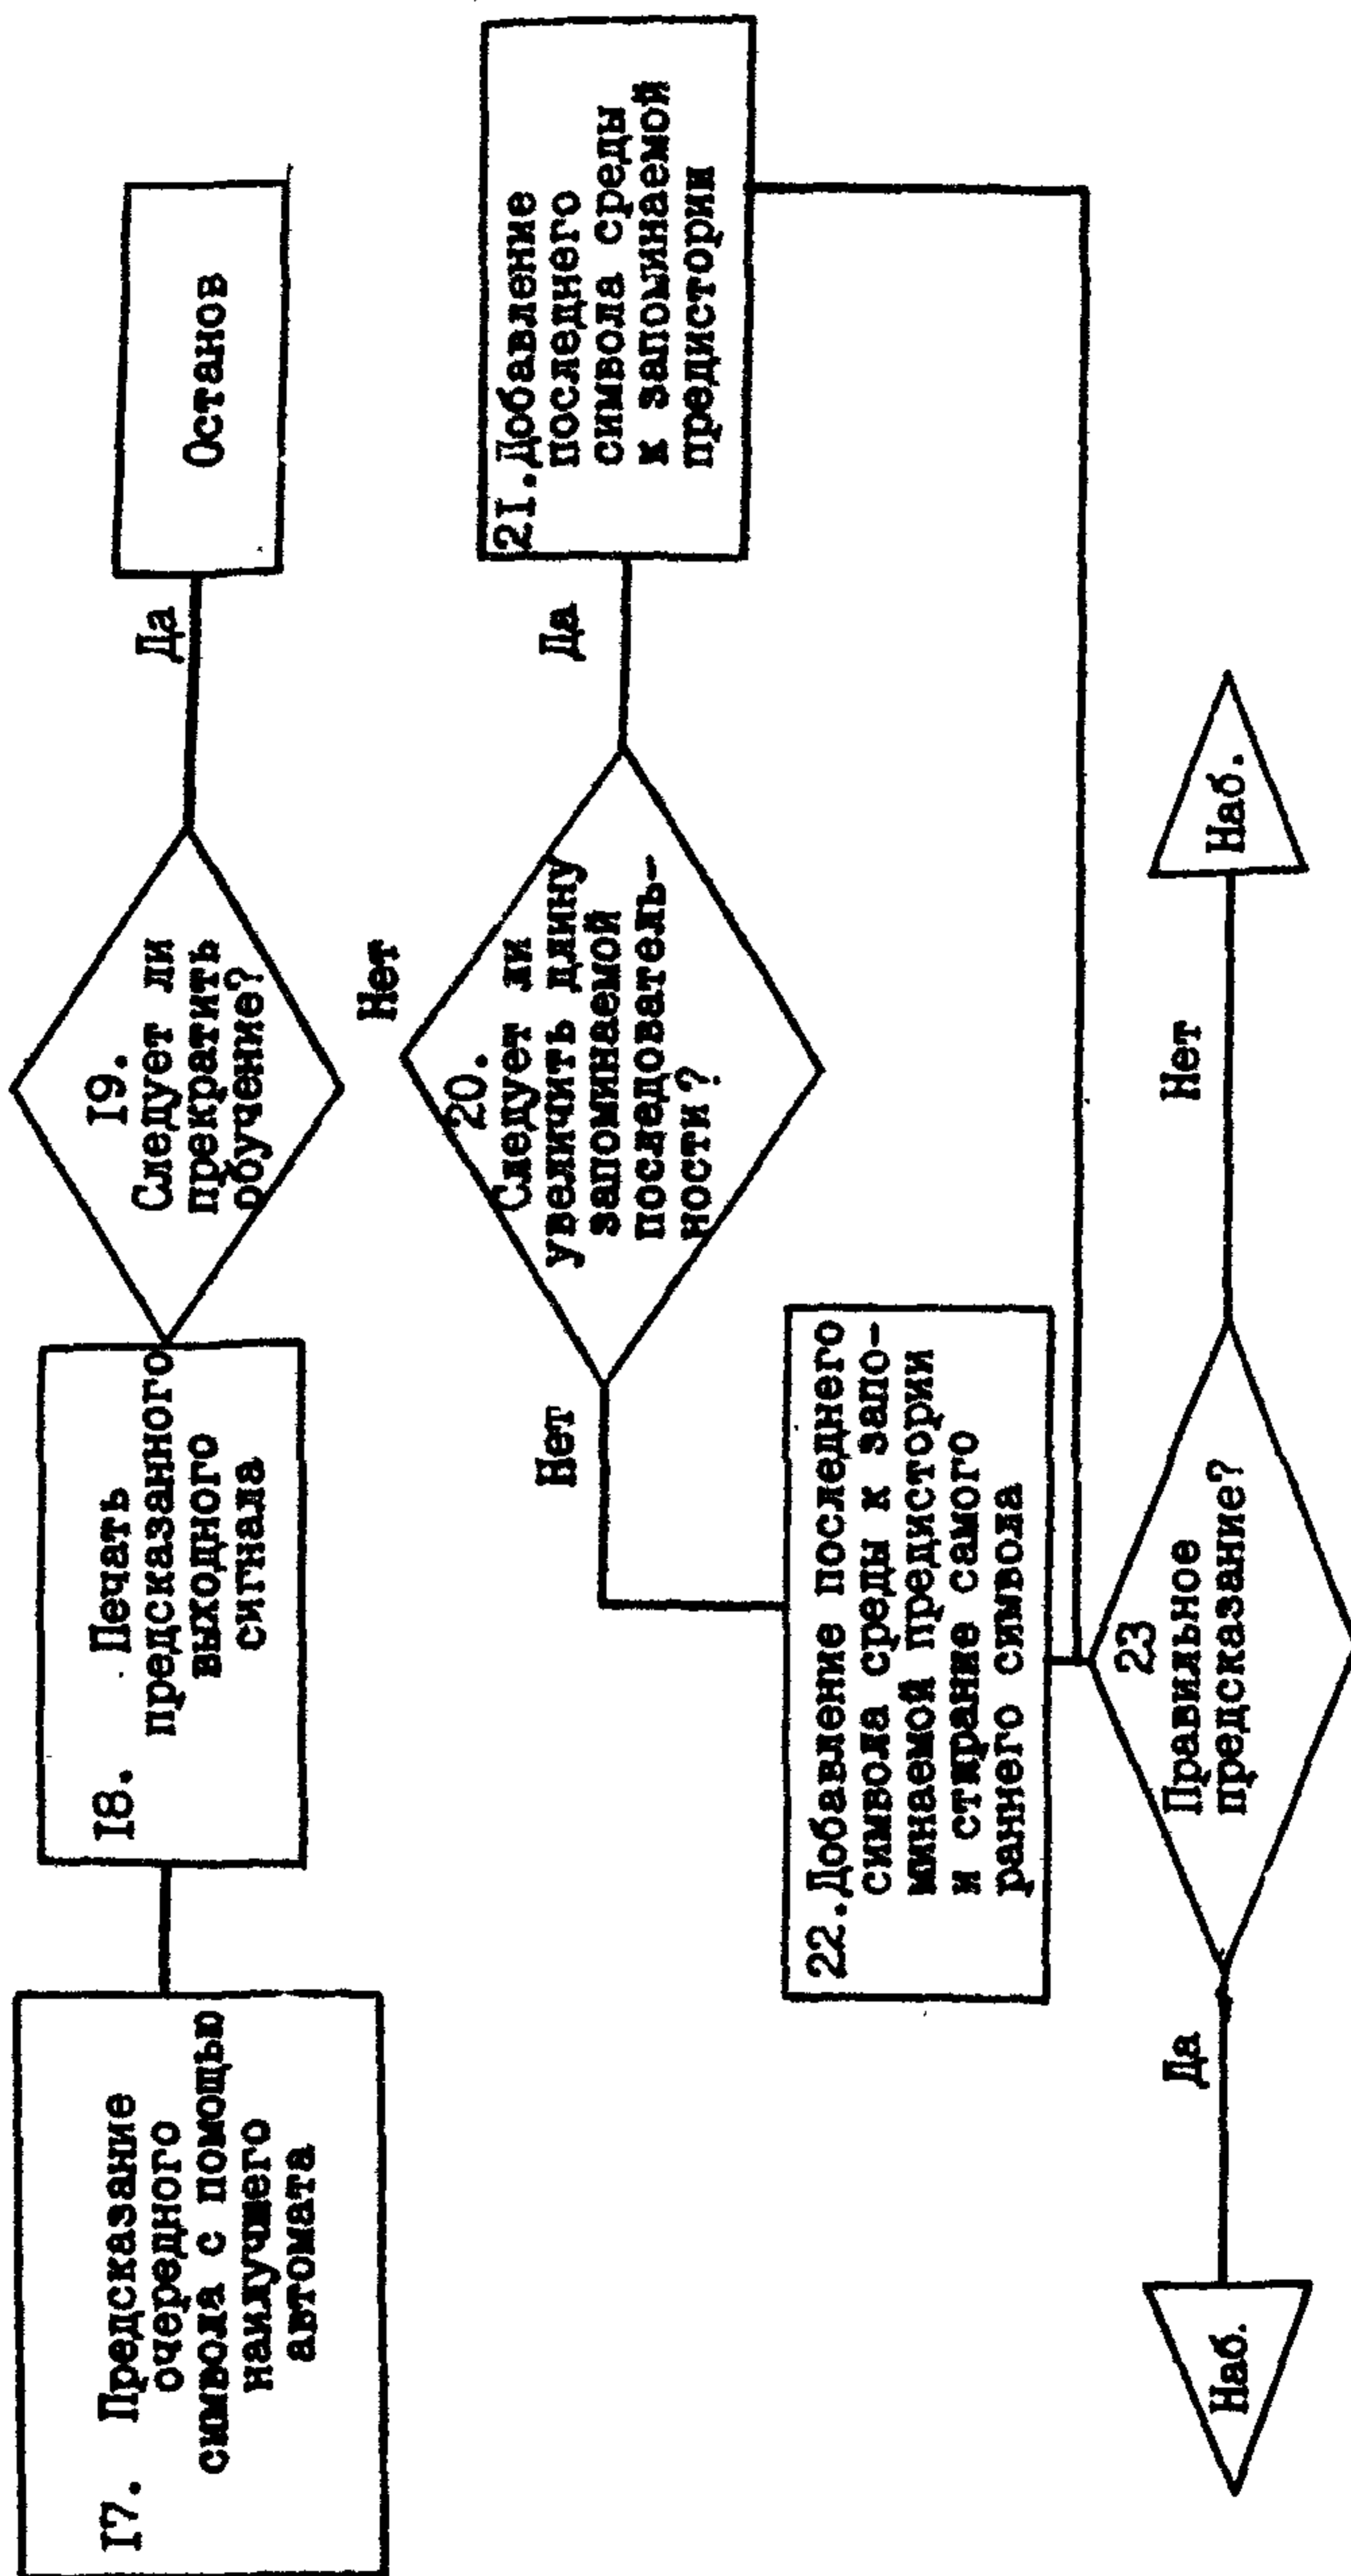 17. Предсказание
очередного
символа с помощью
наилучшего
автомата
18. Печать
предсказанного
выходного
сигнала
19.
Следует ли
прекратить
обучение?
Да
Останов
Нет
20.
Следует ли
увеличить длину
запоминаемой
последователь-
ности?
Да
21. Добавление
последнего
символа среды
к запоминаемой
предистории
Нет
22. Добавление последнего
символа среды к запо-
минаемой предистории
и стирание самого
раннего символа
23
Правильное
предсказание?
Да
Наб.
Нет
Наб.